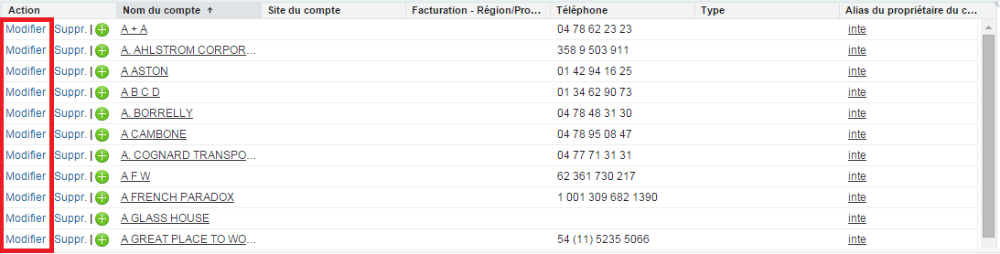 Action Nom du compte ↑ Site du compte Facturation - Région/Pro... Téléphone Type Alias du propriétaire du c...
Modifier Suppr. | A + A 04 78 62 23 23 inte
Modifier Suppr. | A. AHLSTROM CORPOR... 358 9 503 911 inte
Modifier Suppr. | A ASTON 01 42 94 16 25 inte
Modifier Suppr. | A B C D 01 34 62 90 73 inte
Modifier Suppr. | A. BORRELLY 04 78 48 31 30 inte
Modifier Suppr. | A CAMBONE 04 78 95 08 47 inte
Modifier Suppr. | A. COGNARD TRANSPO... 04 77 71 31 31 inte
Modifier Suppr. | A F W 62 361 730 217 inte
Modifier Suppr. | A FRENCH PARADOX 1 001 309 682 1390 inte
Modifier Suppr. | A GLASS HOUSE inte
Modifier Suppr. | A GREAT PLACE TO WO... 54 (11) 5235 5066 inte